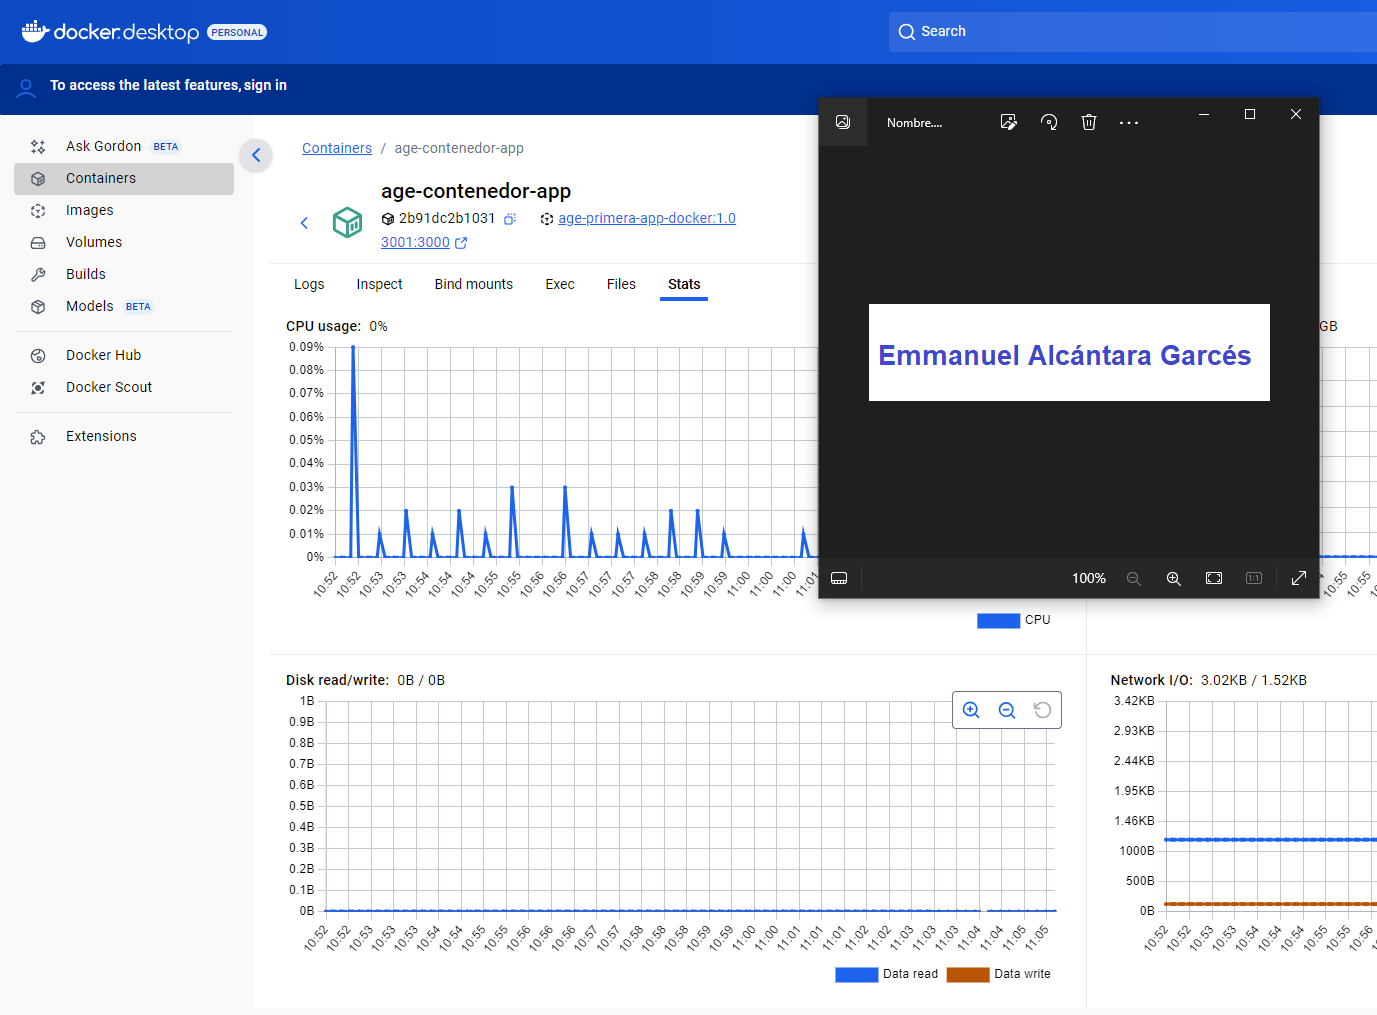 docker.desktop PERSONAL
Search
To access the latest features, sign in
Ask Gordon BETA
Containers
Images
Volumes
Builds
Models BETA
Docker Hub
Docker Scout
Extensions
Containers / age-contenedor-app
age-contenedor-app
2b91dc2b1031 age-primera-app-docker:1.0
3001:3000
Logs Inspect Bind mounts Exec Files Stats
CPU usage: 0%
0.09%
0.08%
0.07%
0.06%
0.05%
0.04%
0.03%
0.02%
0.01%
0%
10:52 10:52 10:53 10:53 10:54 10:54 10:55 10:55 10:56 10:56 10:57 10:57 10:58 10:58 10:59 10:59 11:00 11:00 11:00 11:01
CPU
Nombre....
Emmanuel Alcántara Garcés
100%
1:1
GB
10:55 10:55
Disk read/write: 0B / 0B
1B
0.9B
0.8B
0.7B
0.6B
0.5B
0.4B
0.3B
0.2B
0.1B
0B
10:52 10:52 10:53 10:53 10:53 10:54 10:54 10:55 10:55 10:56 10:56 10:56 10:57 10:57 10:58 10:58 10:58 10:59 10:59 11:00 11:00 11:01 11:01 11:01 11:02 11:02 11:03 11:03 11:03 11:04 11:04 11:05 11:05
Data read Data write
Network I/O: 3.02KB / 1.52KB
3.42KB
2.93KB
2.44KB
1.95KB
1.46KB
1000B
500B
0B
10:52 10:52 10:53 10:53 10:54 10:54 10:54 10:55 10:55 10:56